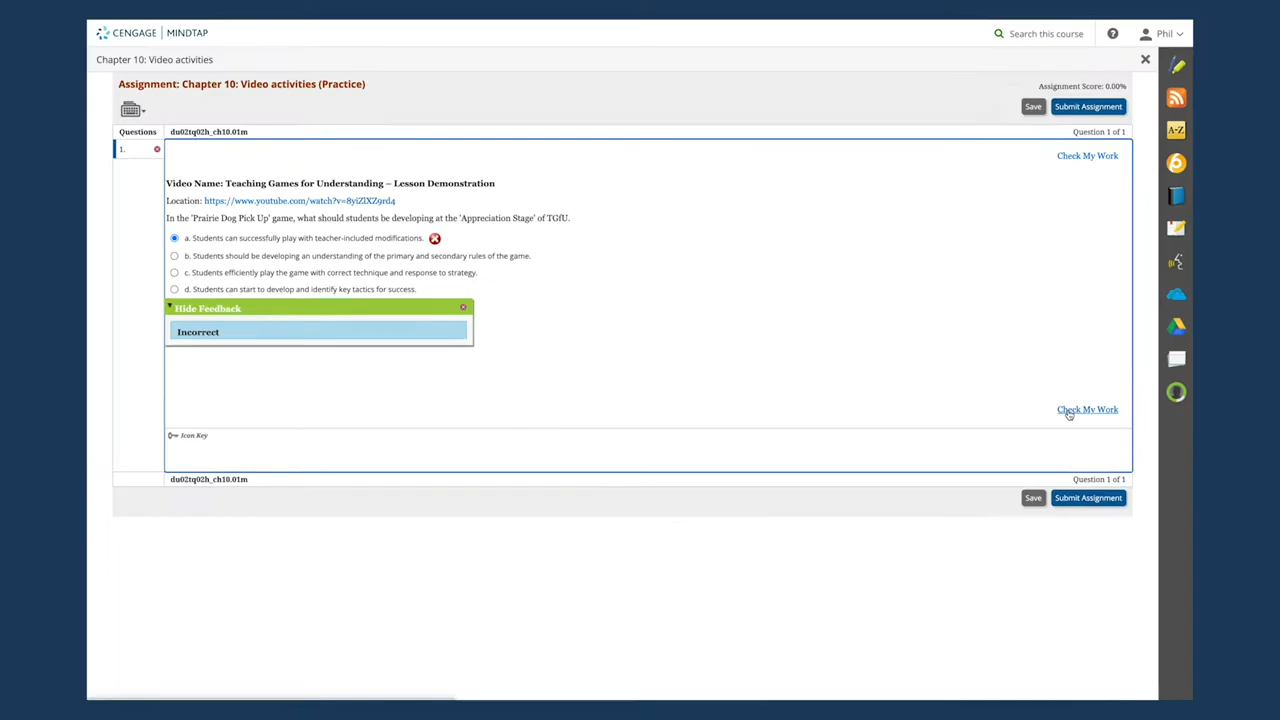 CENGAGE | MINDTAP
Search this course
Phil
Chapter 10: Video activities
Assignment: Chapter 10: Video activities (Practice)
Assignment Score: 0.00%
Save
Submit Assignment
Questions
du02tq02h_ch10.01m
Question 1 of 1
1.
Check My Work
Video Name: Teaching Games for Understanding – Lesson Demonstration
Location: https://www.youtube.com/watch?v=8yiZlXZ9rd4
In the 'Prairie Dog Pick Up' game, what should students be developing at the 'Appreciation Stage' of TGfU.
a. Students can successfully play with teacher-included modifications.
b. Students should be developing an understanding of the primary and secondary rules of the game.
c. Students efficiently play the game with correct technique and response to strategy.
d. Students can start to develop and identify key tactics for success.
Hide Feedback
Incorrect
Check My Work
Icon Key
du02tq02h_ch10.01m
Question 1 of 1
Save
Submit Assignment
A-Z